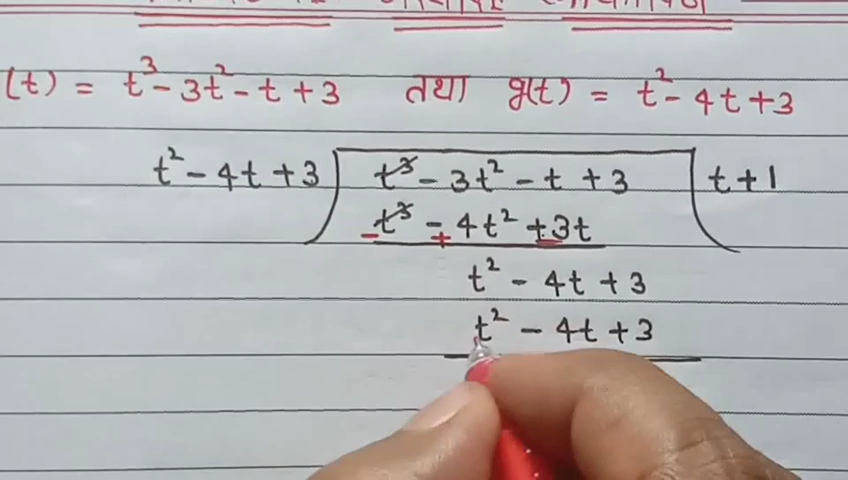 (t) = t³ - 3t² - t + 3 तथा g(t) = t² - 4t + 3
t² - 4t + 3 ) t³ - 3t² - t + 3 ( t + 1
t³ - 4t² + 3t
- + -
t² - 4t + 3
t² - 4t + 3